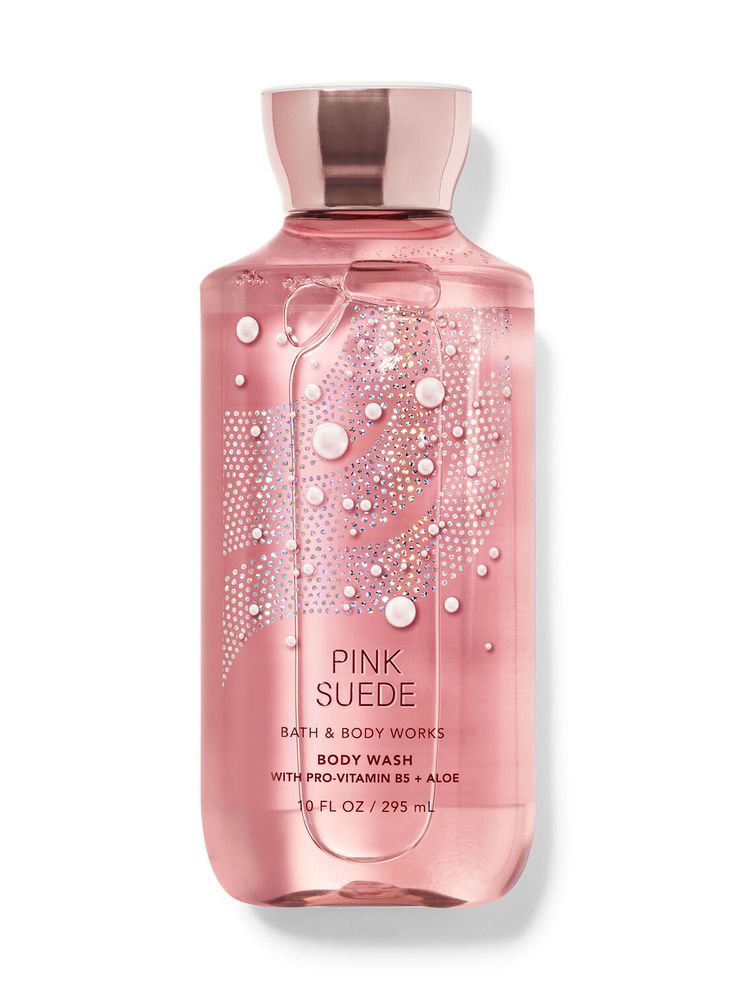 PINK
SUEDE
BATH & BODY WORKS
BODY WASH
WITH PRO-VITAMIN B5 + ALOE
10 FL OZ / 295 mL